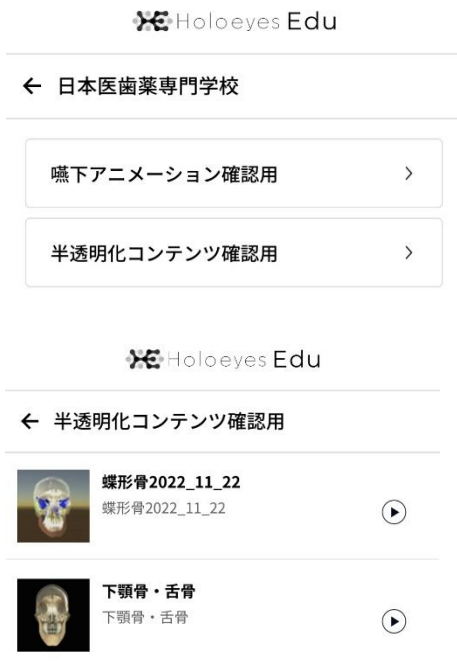 Holoeyes Edu
← 日本医歯薬専門学校
嚥下アニメーション確認用
半透明化コンテンツ確認用
Holoeyes Edu
← 半透明化コンテンツ確認用
蝶形骨2022_11_22
蝶形骨2022_11_22
下顎骨・舌骨
下顎骨・舌骨